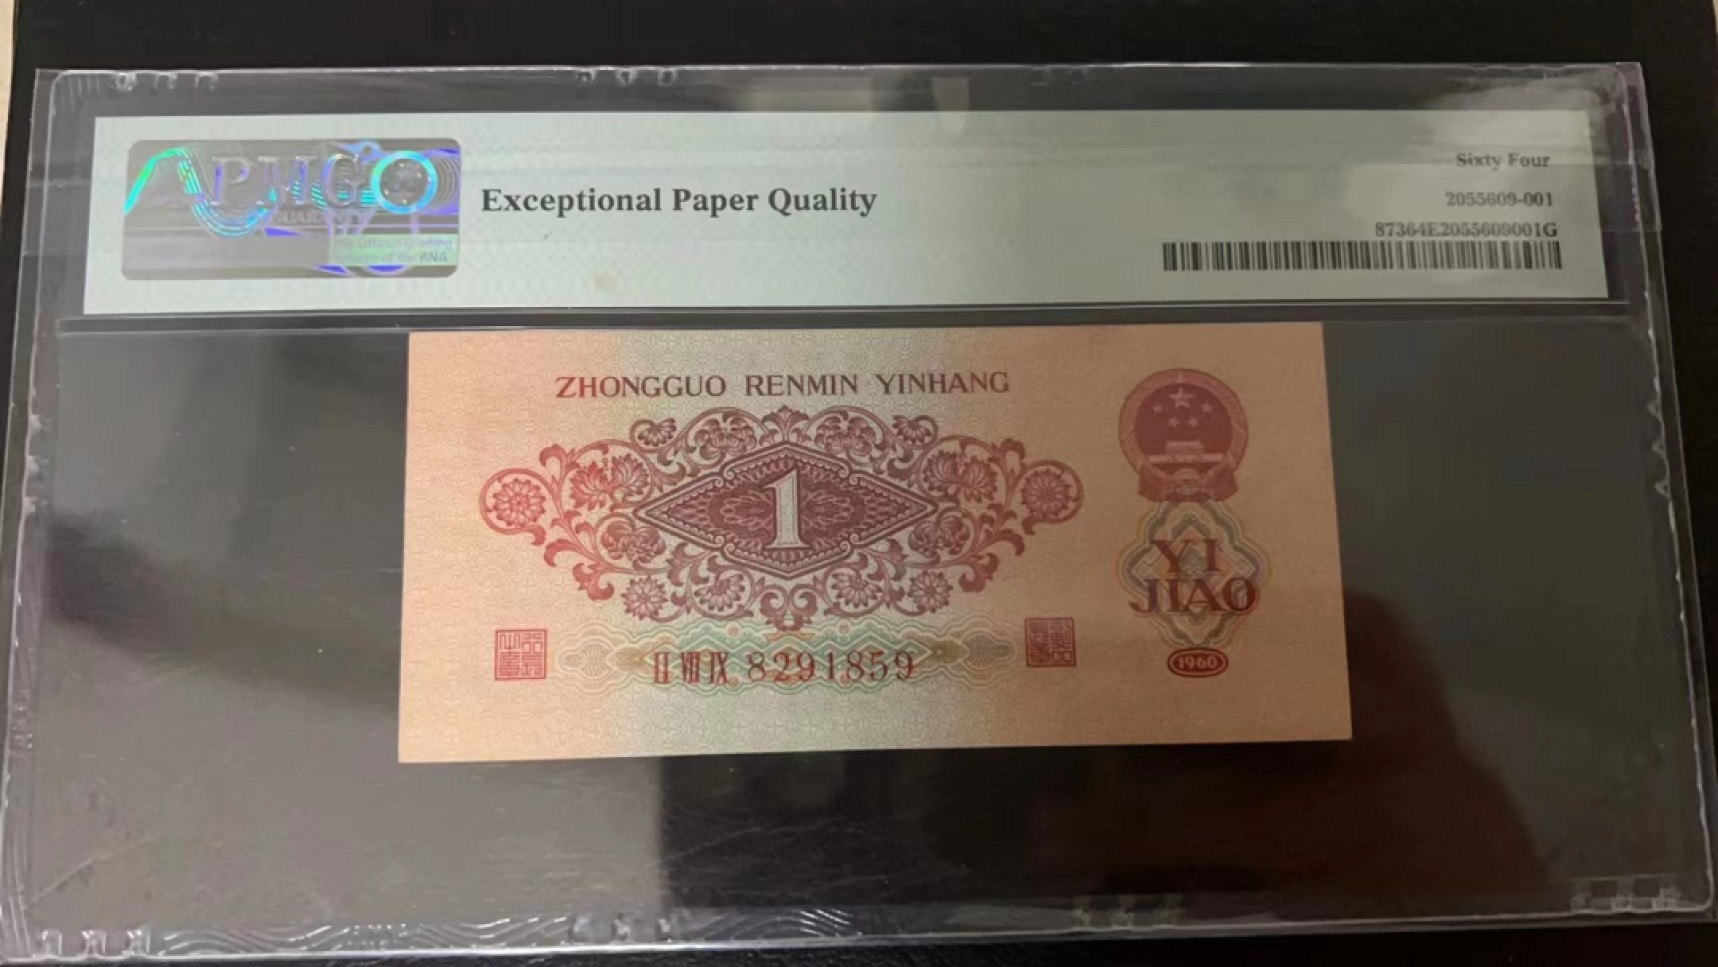 PMG
Exceptional Paper Quality
Sixty Four
2055609-001
87364E2055609001G
ZHONGGUO RENMIN YINHANG
1
YI
JIAO
II VIII IX 8291859
1960